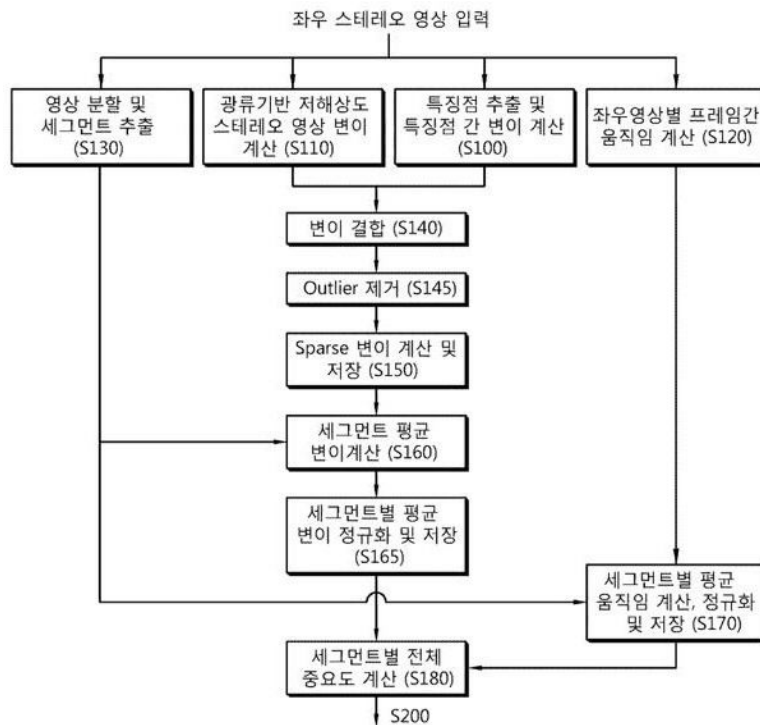 좌우 스테레오 영상 입력
영상 분할 및
세그먼트 추출
(S130)
광류기반 저해상도
스테레오 영상 변이
계산 (S110)
특징점 추출 및
특징점 간 변이 계산
(S100)
좌우영상별 프레임간
움직임 계산 (S120)
변이 결합 (S140)
Outlier 제거 (S145)
Sparse 변이 계산 및
저장 (S150)
세그먼트 평균
변이계산 (S160)
세그먼트별 평균
변이 정규화 및 저장
(S165)
세그먼트별 평균
움직임 계산, 정규화
및 저장 (S170)
세그먼트별 전체
중요도 계산 (S180)
S200